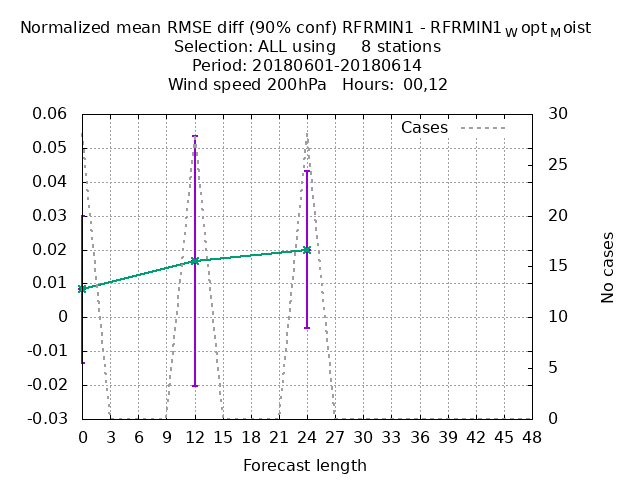 Normalized mean RMSE diff (90% conf) RFRMIN1 - RFRMIN1WoptMoist
Selection: ALL using 8 stations
Period: 20180601-20180614
Wind speed 200hPa Hours: 00,12
Cases
0.06
0.05
0.04
0.03
0.02
0.01
0
-0.01
-0.02
-0.03
30
25
20
15
10
5
0
No cases
0 3 6 9 12 15 18 21 24 27 30 33 36 39 42 45 48
Forecast length